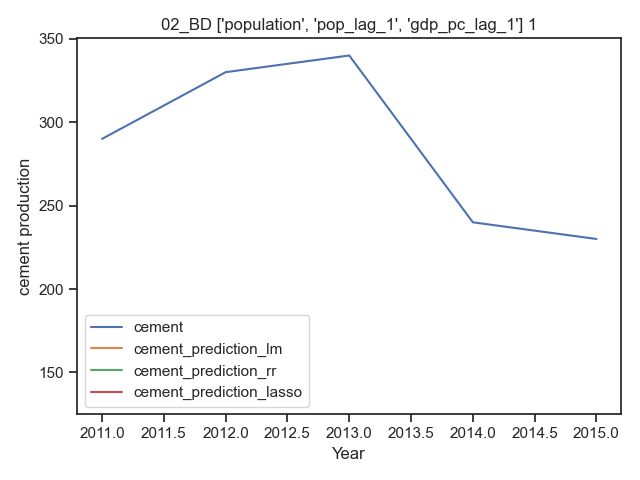 02_BD ['population', 'pop_lag_1', 'gdp_pc_lag_1'] 1
350
300
250
200
150
cement production
cement
cement_prediction_lm
cement_prediction_rr
cement_prediction_lasso
2011.0 2011.5 2012.0 2012.5 2013.0 2013.5 2014.0 2014.5 2015.0
Year